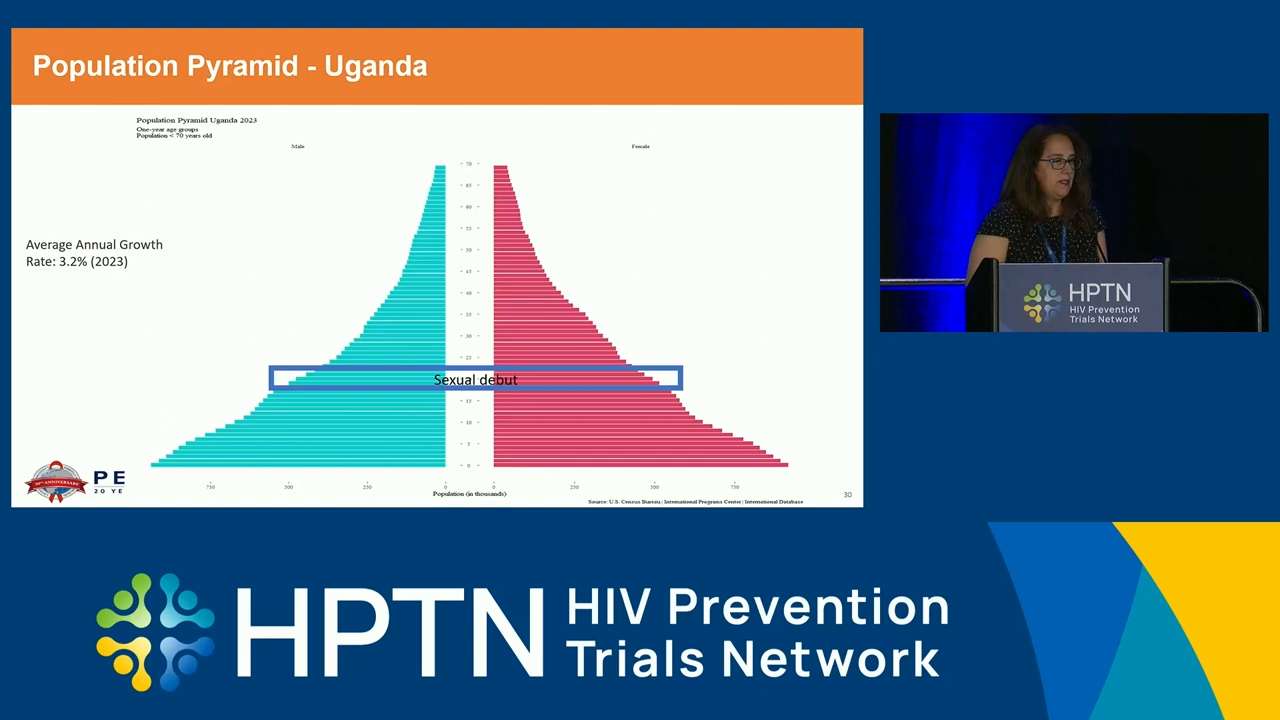 Population Pyramid - Uganda
Population Pyramid Uganda 2023
One-year age groups
Population < 70 years old
Male
Female
Average Annual Growth
Rate: 3.2% (2023)
70
65
60
55
50
45
40
35
30
25
Sexual debut
15
10
5
0
750
500
250
0
0
250
500
750
Population (in thousands)
Source: U.S. Census Bureau | International Programs Center | International Database
30
20TH ANNIVERSARY
PE
20 YE
HPTN
HIV Prevention
Trials Network
HPTN
HIV Prevention
Trials Network